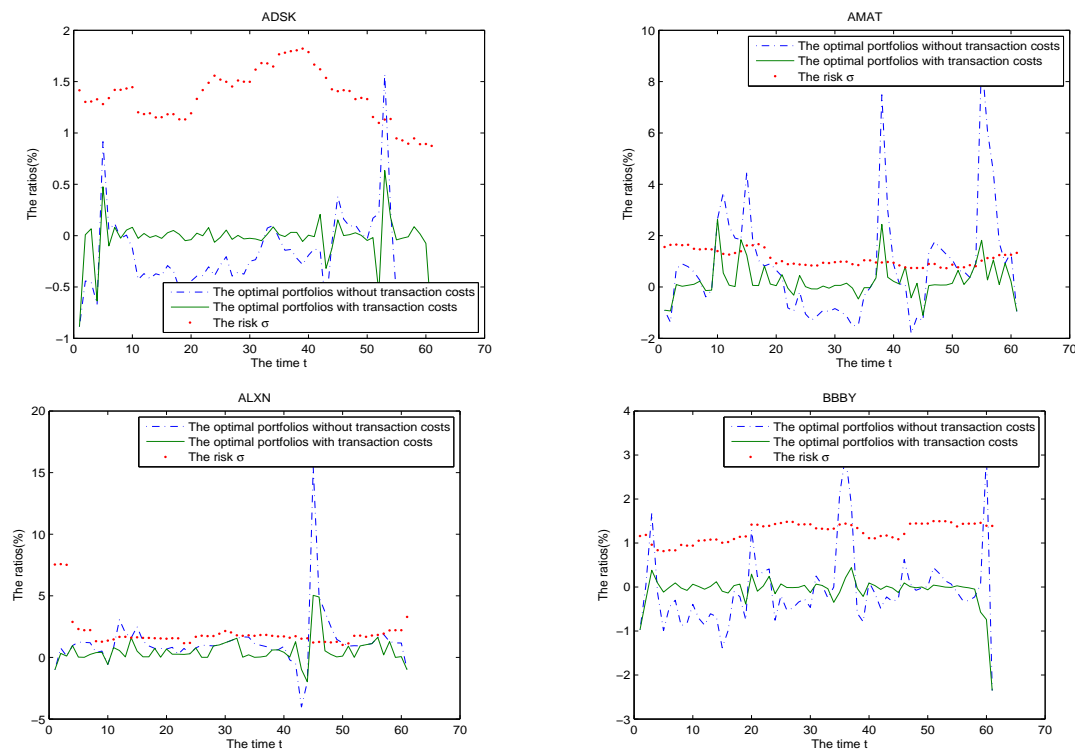 ADSK
2
1.5
1
0.5
0
−0.5
−1
0 10 20 30 40 50 60 70
The ratios(%)
The time t
The optimal portfolios without transaction costs
The optimal portfolios with transaction costs
The risk σ
AMAT
10
8
6
4
2
0
−2
0 10 20 30 40 50 60 70
The ratios(%)
The time t
The optimal portfolios without transaction costs
The optimal portfolios with transaction costs
The risk σ
ALXN
20
15
10
5
0
−5
0 10 20 30 40 50 60 70
The ratios(%)
The time t
The optimal portfolios without transaction costs
The optimal portfolios with transaction costs
The risk σ
BBBY
4
3
2
1
0
−1
−2
−3
0 10 20 30 40 50 60 70
The ratios(%)
The time t
The optimal portfolios without transaction costs
The optimal portfolios with transaction costs
The risk σ